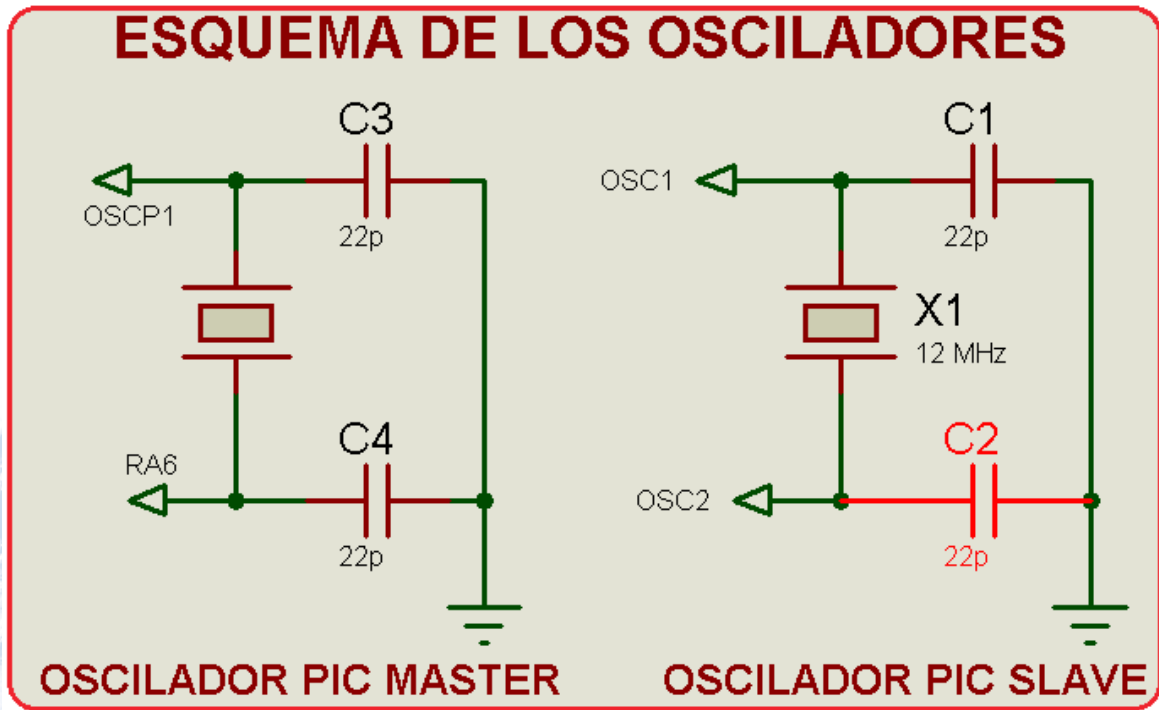 ESQUEMA DE LOS OSCILADORES
C3
C1
OSCP1
22p
OSC1
22p
X1
12 MHz
C4
C2
RA6
22p
OSC2
22p
OSCILADOR PIC MASTER
OSCILADOR PIC SLAVE